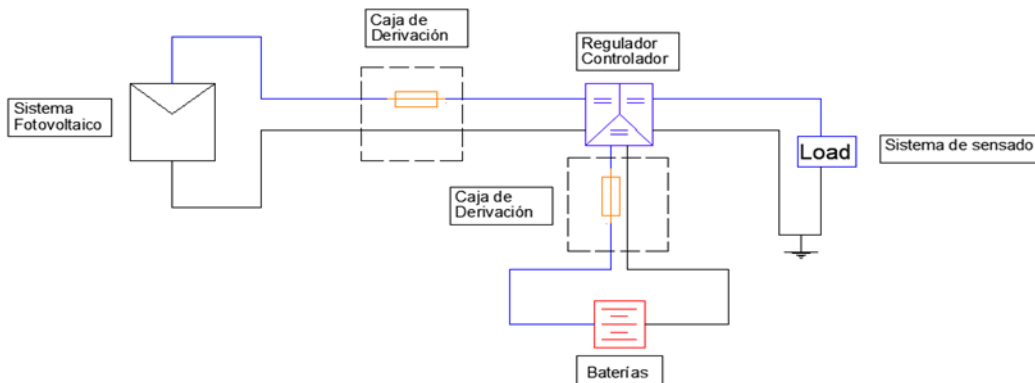 Caja de
Derivación
Regulador
Controlador
Sistema
Fotovoltaico
Load
Sistema de sensado
Caja de
Derivación
Baterías